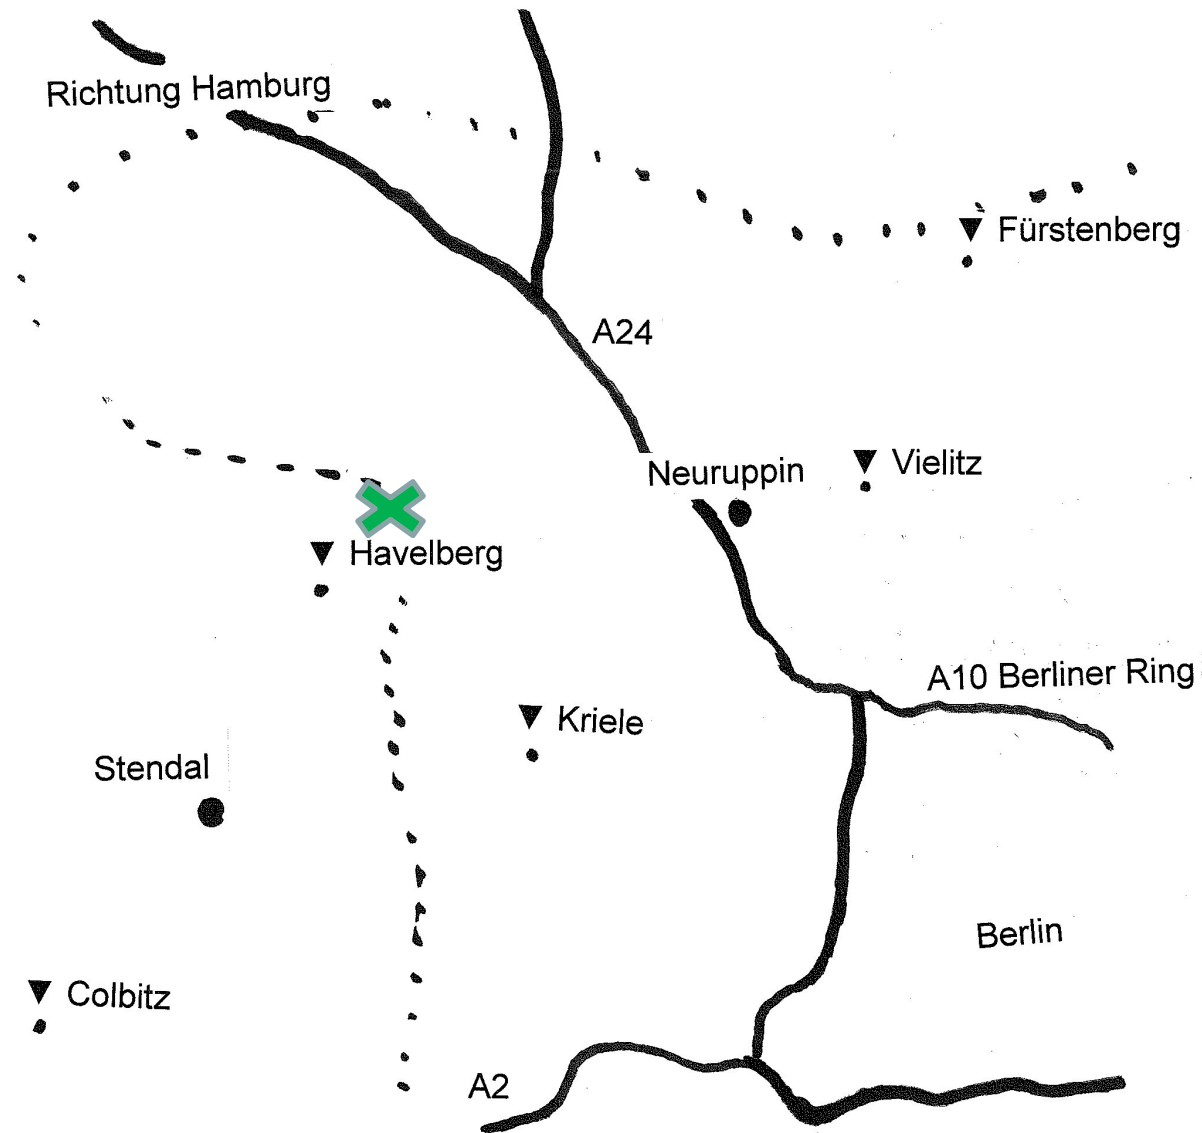 Richtung Hamburg
Fürstenberg
A24
Neuruppin
Vielitz
Havelberg
A10 Berliner Ring
Kriele
Stendal
Berlin
Colbitz
A2